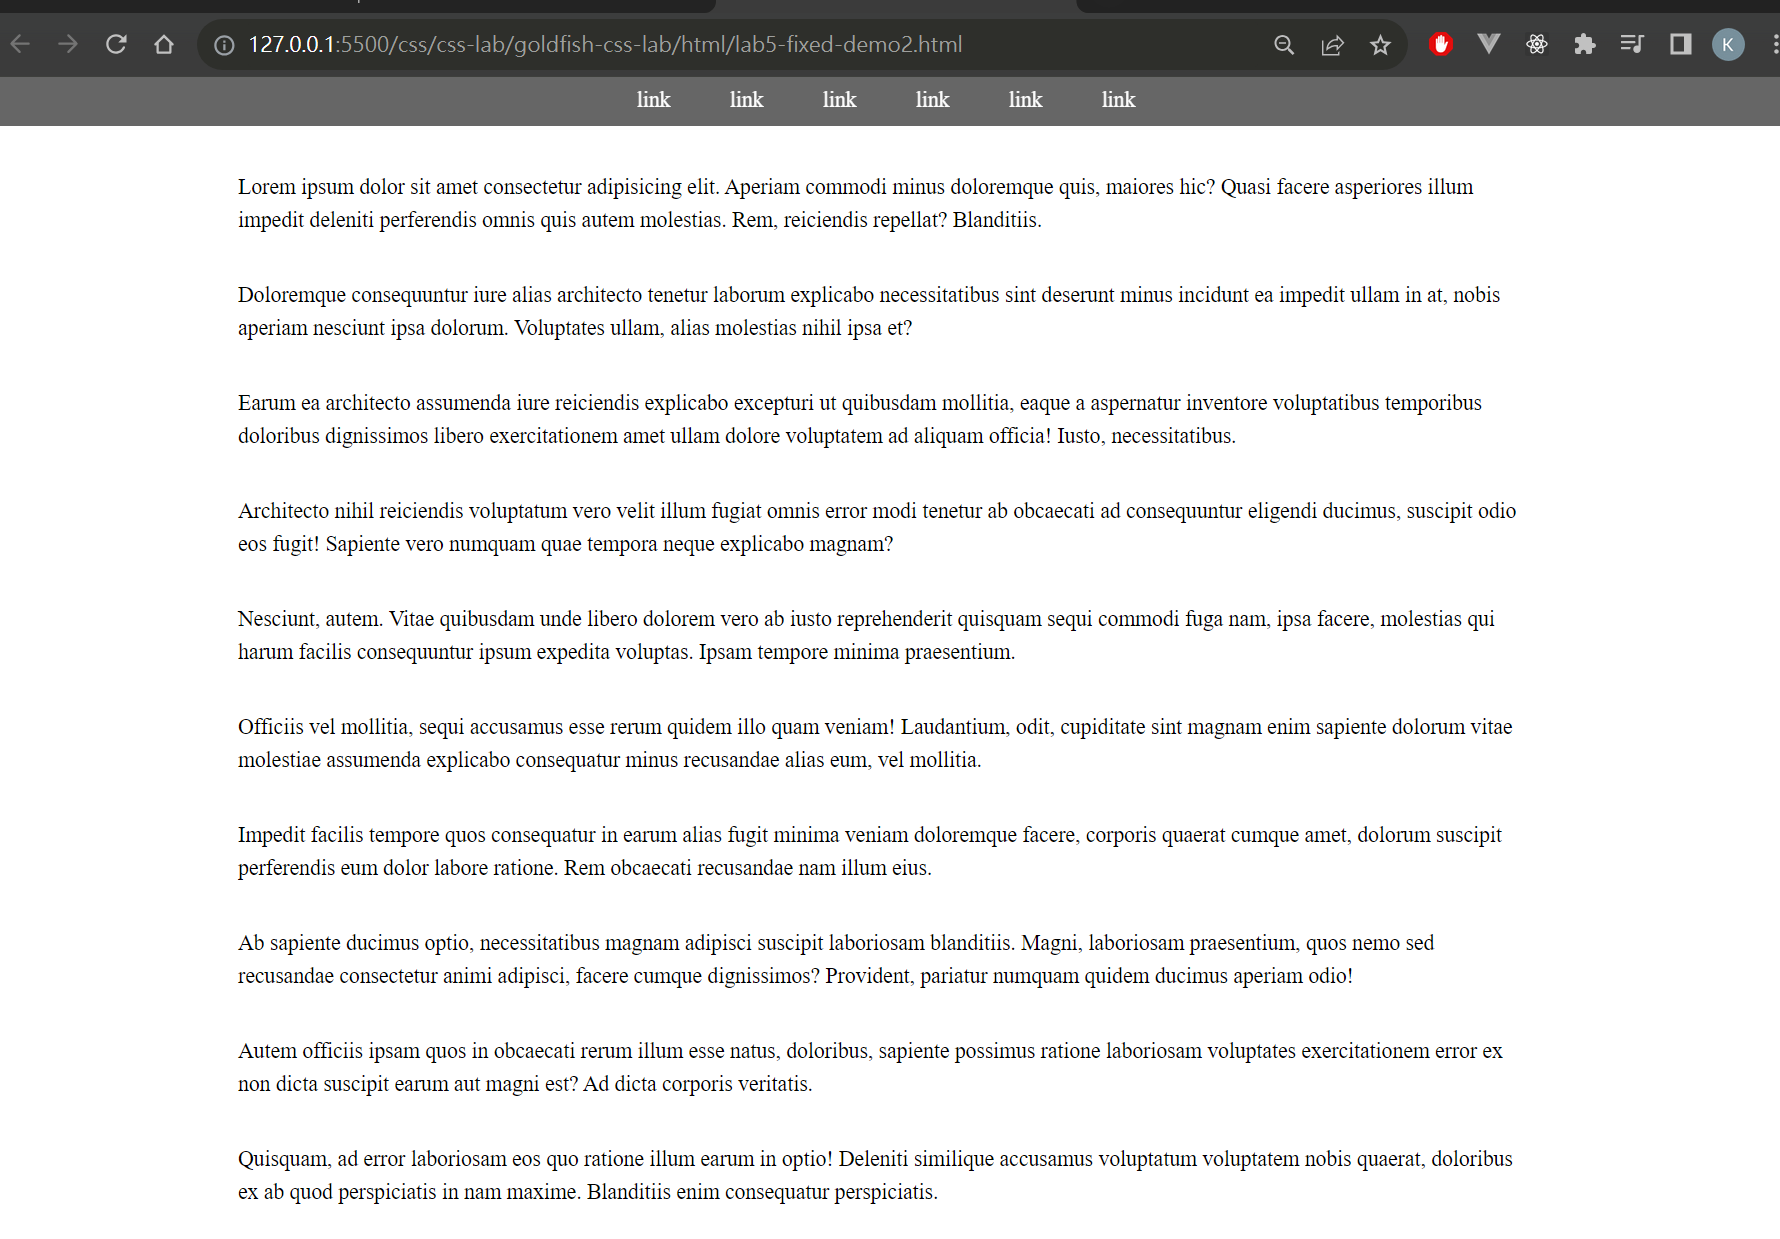 127.0.0.1:5500/css/css-lab/goldfish-css-lab/html/lab5-fixed-demo2.html
K
link link link link link link
Lorem ipsum dolor sit amet consectetur adipisicing elit. Aperiam commodi minus doloremque quis, maiores hic? Quasi facere asperiores illum
impedit deleniti perferendis omnis quis autem molestias. Rem, reiciendis repellat? Blanditiis.
Doloremque consequuntur iure alias architecto tenetur laborum explicabo necessitatibus sint deserunt minus incidunt ea impedit ullam in at, nobis
aperiam nesciunt ipsa dolorum. Voluptates ullam, alias molestias nihil ipsa et?
Earum ea architecto assumenda iure reiciendis explicabo excepturi ut quibusdam mollitia, eaque a aspernatur inventore voluptatibus temporibus
doloribus dignissimos libero exercitationem amet ullam dolore voluptatem ad aliquam officia! Iusto, necessitatibus.
Architecto nihil reiciendis voluptatum vero velit illum fugiat omnis error modi tenetur ab obcaecati ad consequuntur eligendi ducimus, suscipit odio
eos fugit! Sapiente vero numquam quae tempora neque explicabo magnam?
Nesciunt, autem. Vitae quibusdam unde libero dolorem vero ab iusto reprehenderit quisquam sequi commodi fuga nam, ipsa facere, molestias qui
harum facilis consequuntur ipsum expedita voluptas. Ipsam tempore minima praesentium.
Officiis vel mollitia, sequi accusamus esse rerum quidem illo quam veniam! Laudantium, odit, cupiditate sint magnam enim sapiente dolorum vitae
molestiae assumenda explicabo consequatur minus recusandae alias eum, vel mollitia.
Impedit facilis tempore quos consequatur in earum alias fugit minima veniam doloremque facere, corporis quaerat cumque amet, dolorum suscipit
perferendis eum dolor labore ratione. Rem obcaecati recusandae nam illum eius.
Ab sapiente ducimus optio, necessitatibus magnam adipisci suscipit laboriosam blanditiis. Magni, laboriosam praesentium, quos nemo sed
recusandae consectetur animi adipisci, facere cumque dignissimos? Provident, pariatur numquam quidem ducimus aperiam odio!
Autem officiis ipsam quos in obcaecati rerum illum esse natus, doloribus, sapiente possimus ratione laboriosam voluptates exercitationem error ex
non dicta suscipit earum aut magni est? Ad dicta corporis veritatis.
Quisquam, ad error laboriosam eos quo ratione illum earum in optio! Deleniti similique accusamus voluptatum voluptatem nobis quaerat, doloribus
ex ab quod perspiciatis in nam maxime. Blanditiis enim consequatur perspiciatis.